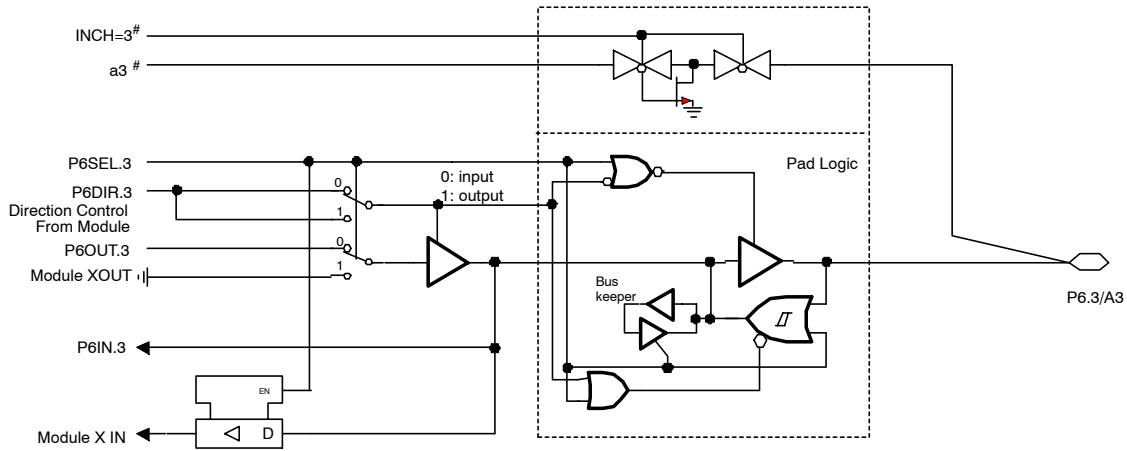 INCH=3#
a3 #
P6SEL.3
Pad Logic
P6DIR.3
0
0: input
1: output
Direction Control
From Module
1
P6OUT.3
0
Module XOUT
1
Bus
keeper
P6.3/A3
P6IN.3
EN
Module X IN
D